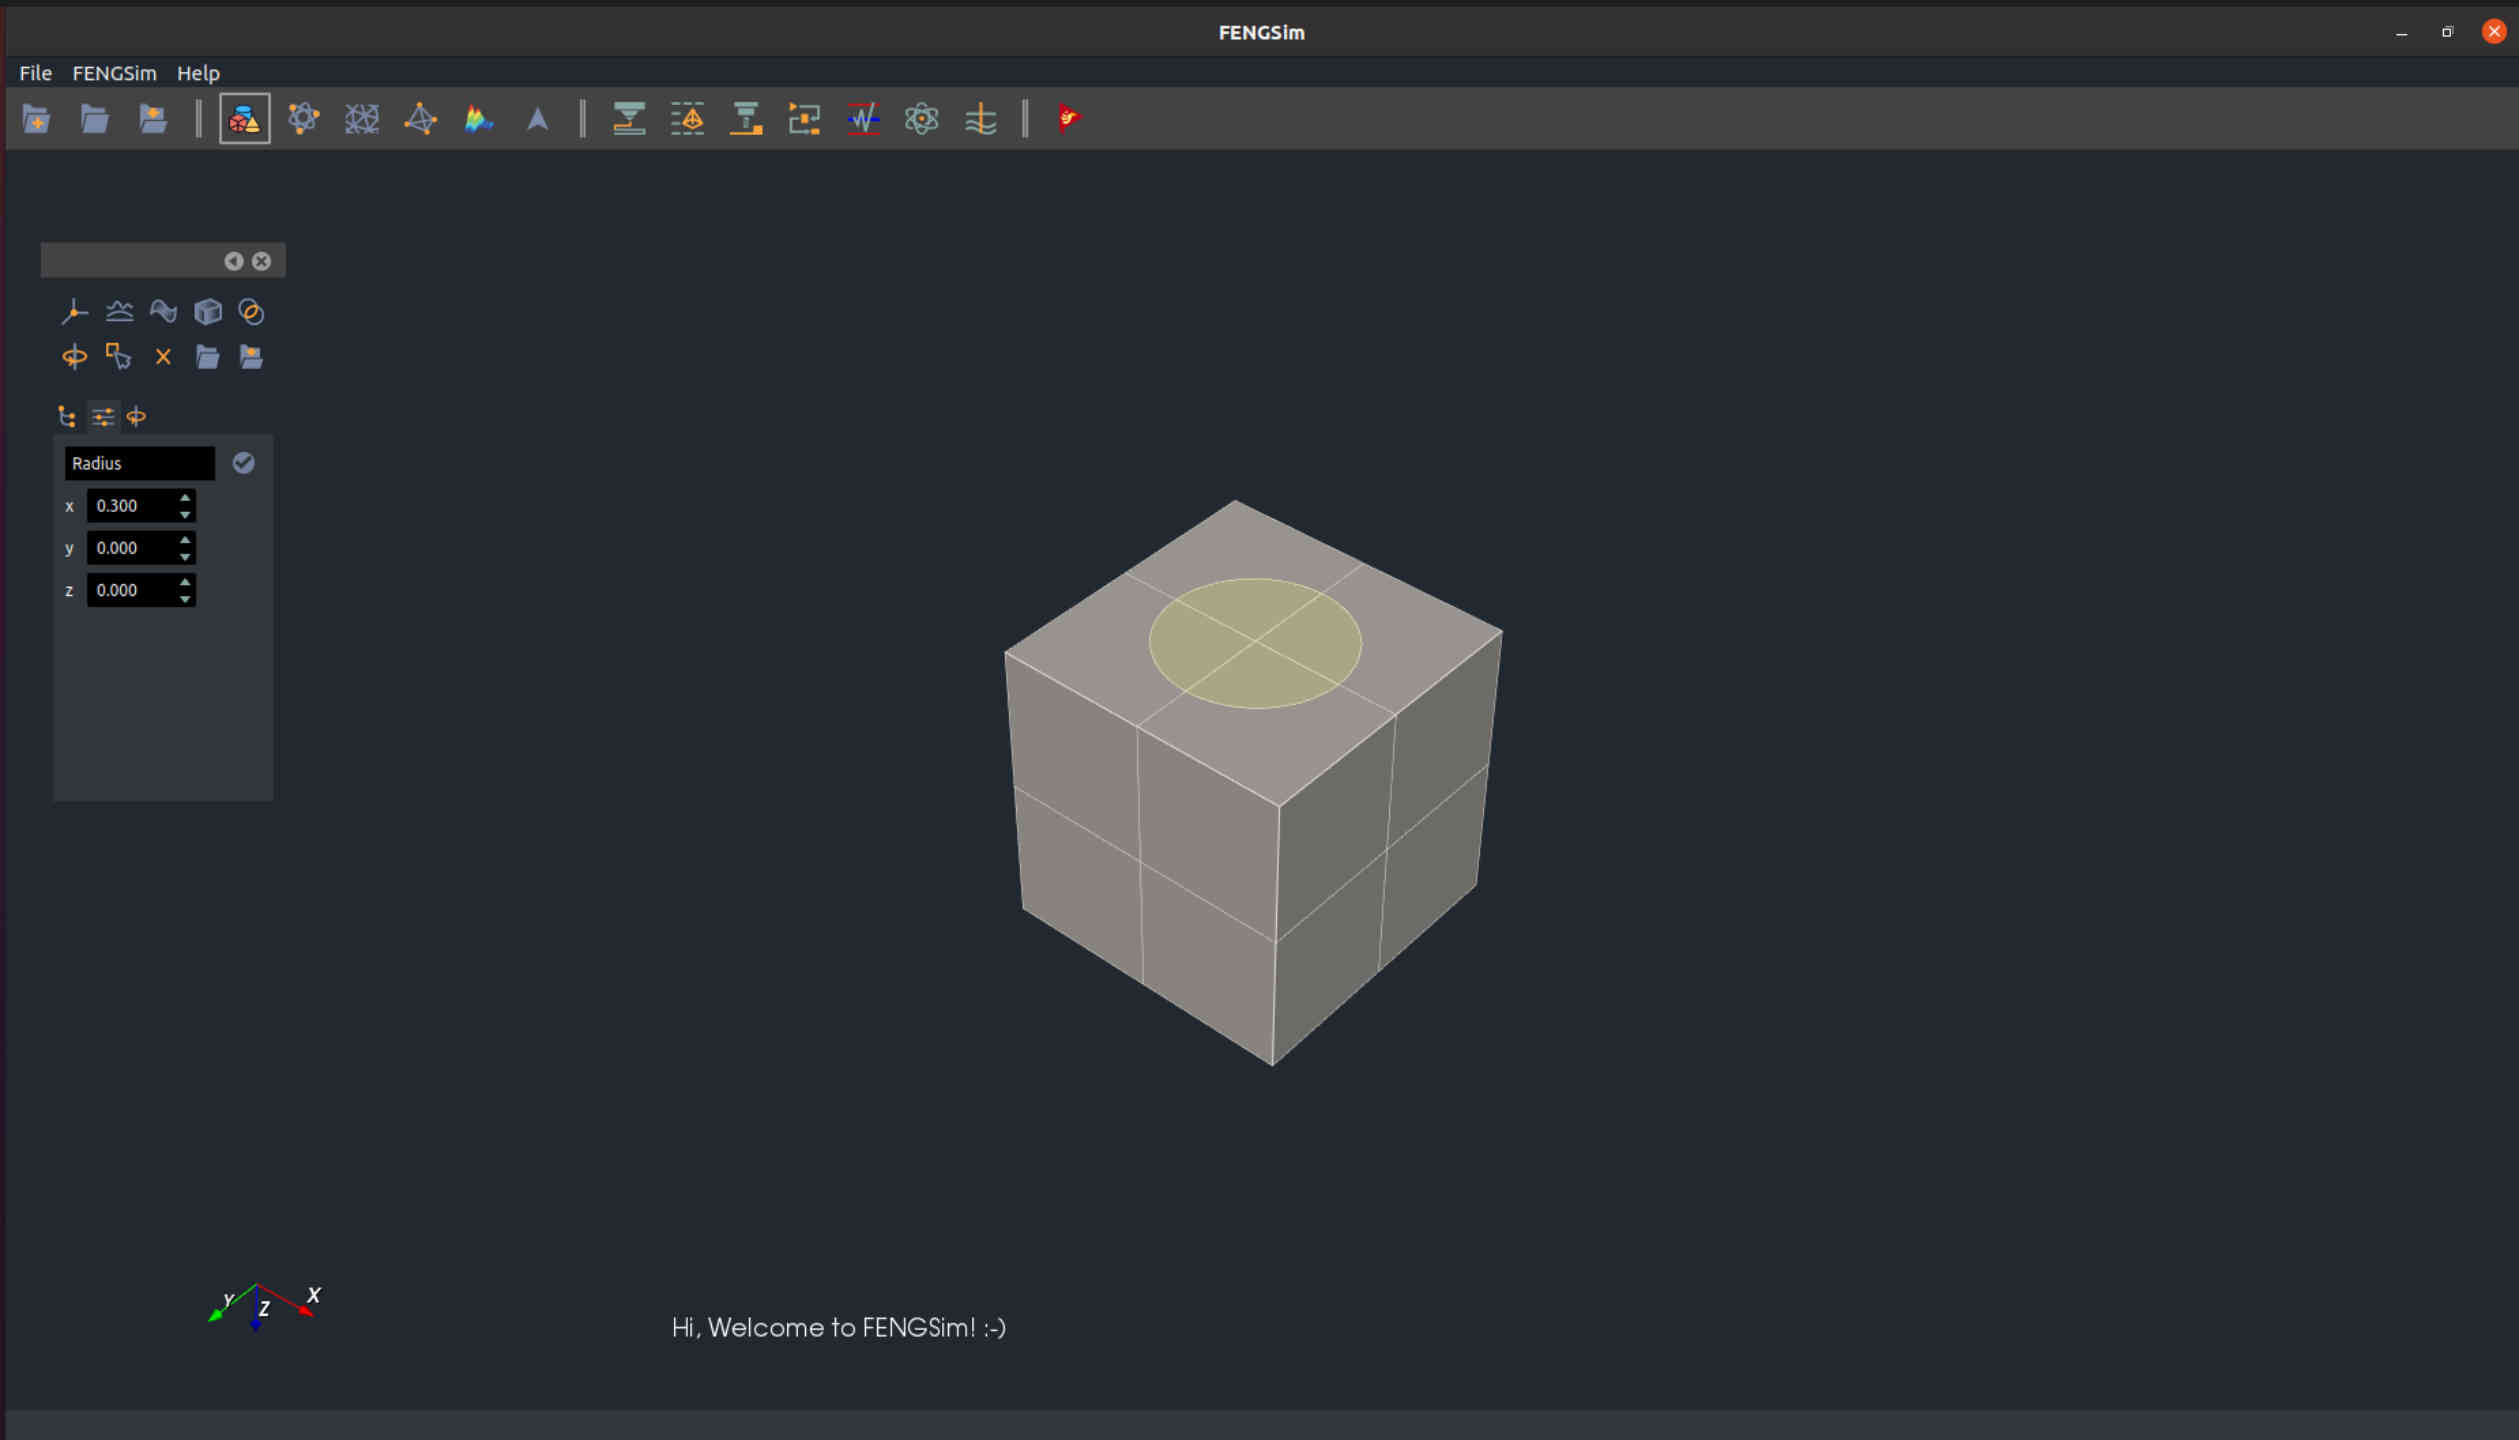 FENGSim
File FENGSim Help
Radius
x 0.300
y 0.000
z 0.000
Y Z X
Hi, Welcome to FENGSim! :-)